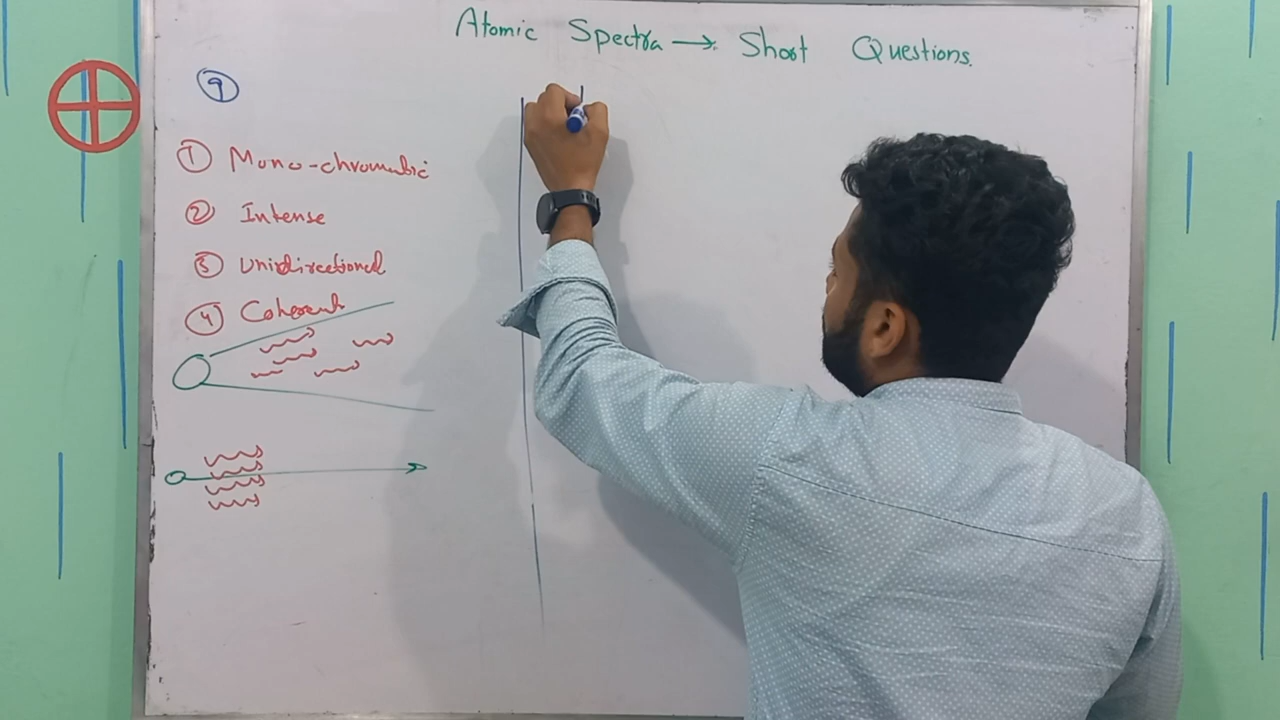 Atomic Spectra → Short Questions.
9
① Mono-chromatic
② Intense
③ Unidirectional
④ Coherent